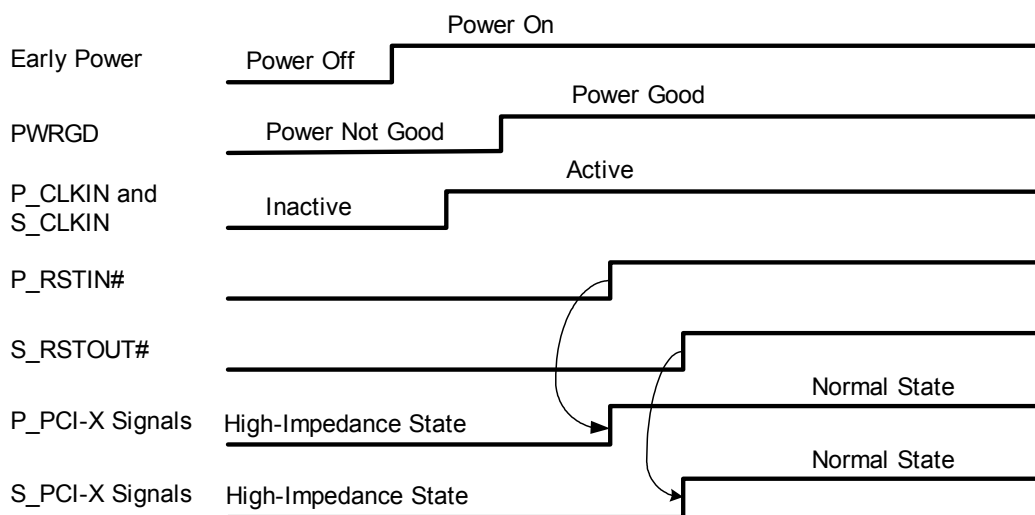 Power On
Early Power
Power Off
Power Good
PWRGD
Power Not Good
Active
P_CLKIN and
S_CLKIN
Inactive
P_RSTIN#
S_RSTOUT#
Normal State
P_PCI-X Signals
High-Impedance State
Normal State
S_PCI-X Signals
High-Impedance State